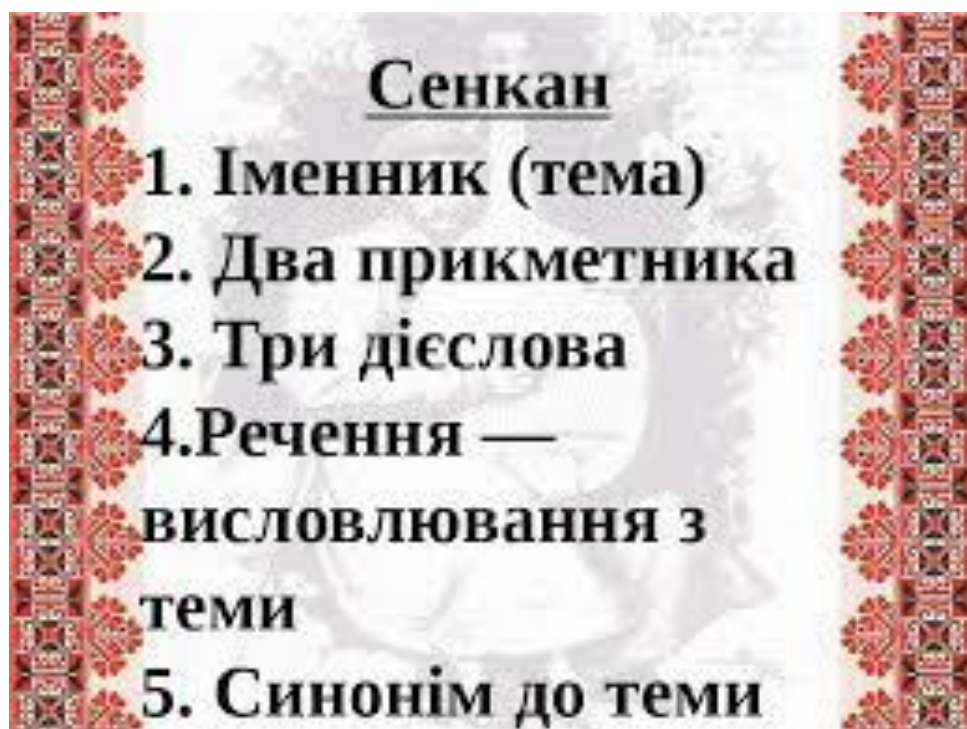 Сенкан
1. Іменник (тема)
2. Два прикметника
3. Три дієслова
4.Речення —
висловлювання з
теми
5. Синонім до теми